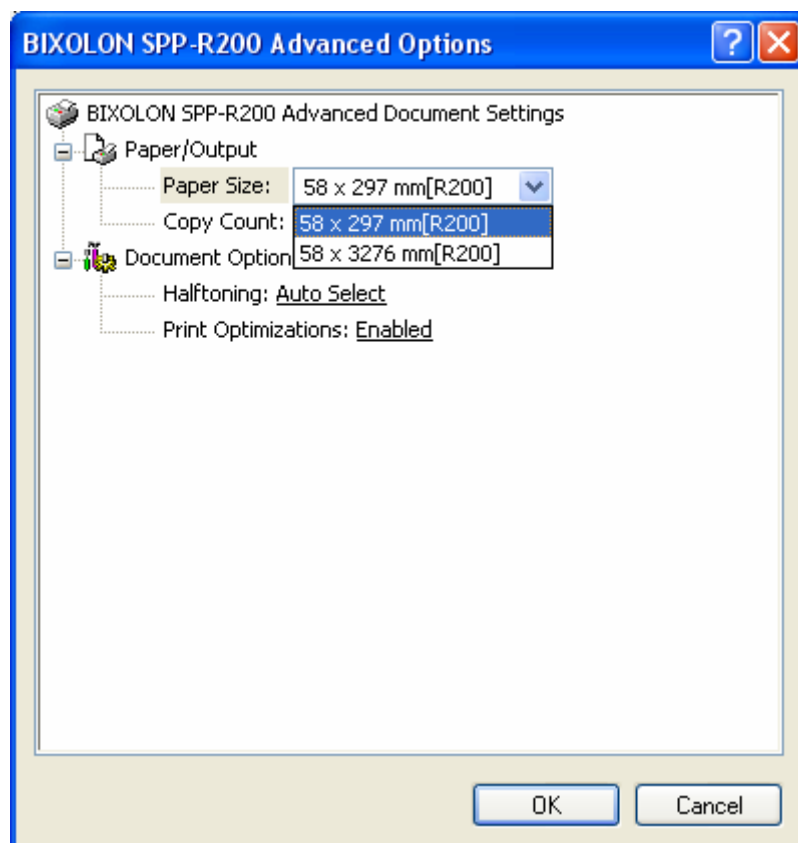 BIXOLON SPP-R200 Advanced Options
BIXOLON SPP-R200 Advanced Document Settings
Paper/Output
Paper Size: 58 x 297 mm[R200]
Copy Count: 58 x 297 mm[R200]
58 x 3276 mm[R200]
Document Option
Halftoning: Auto Select
Print Optimizations: Enabled
OK Cancel